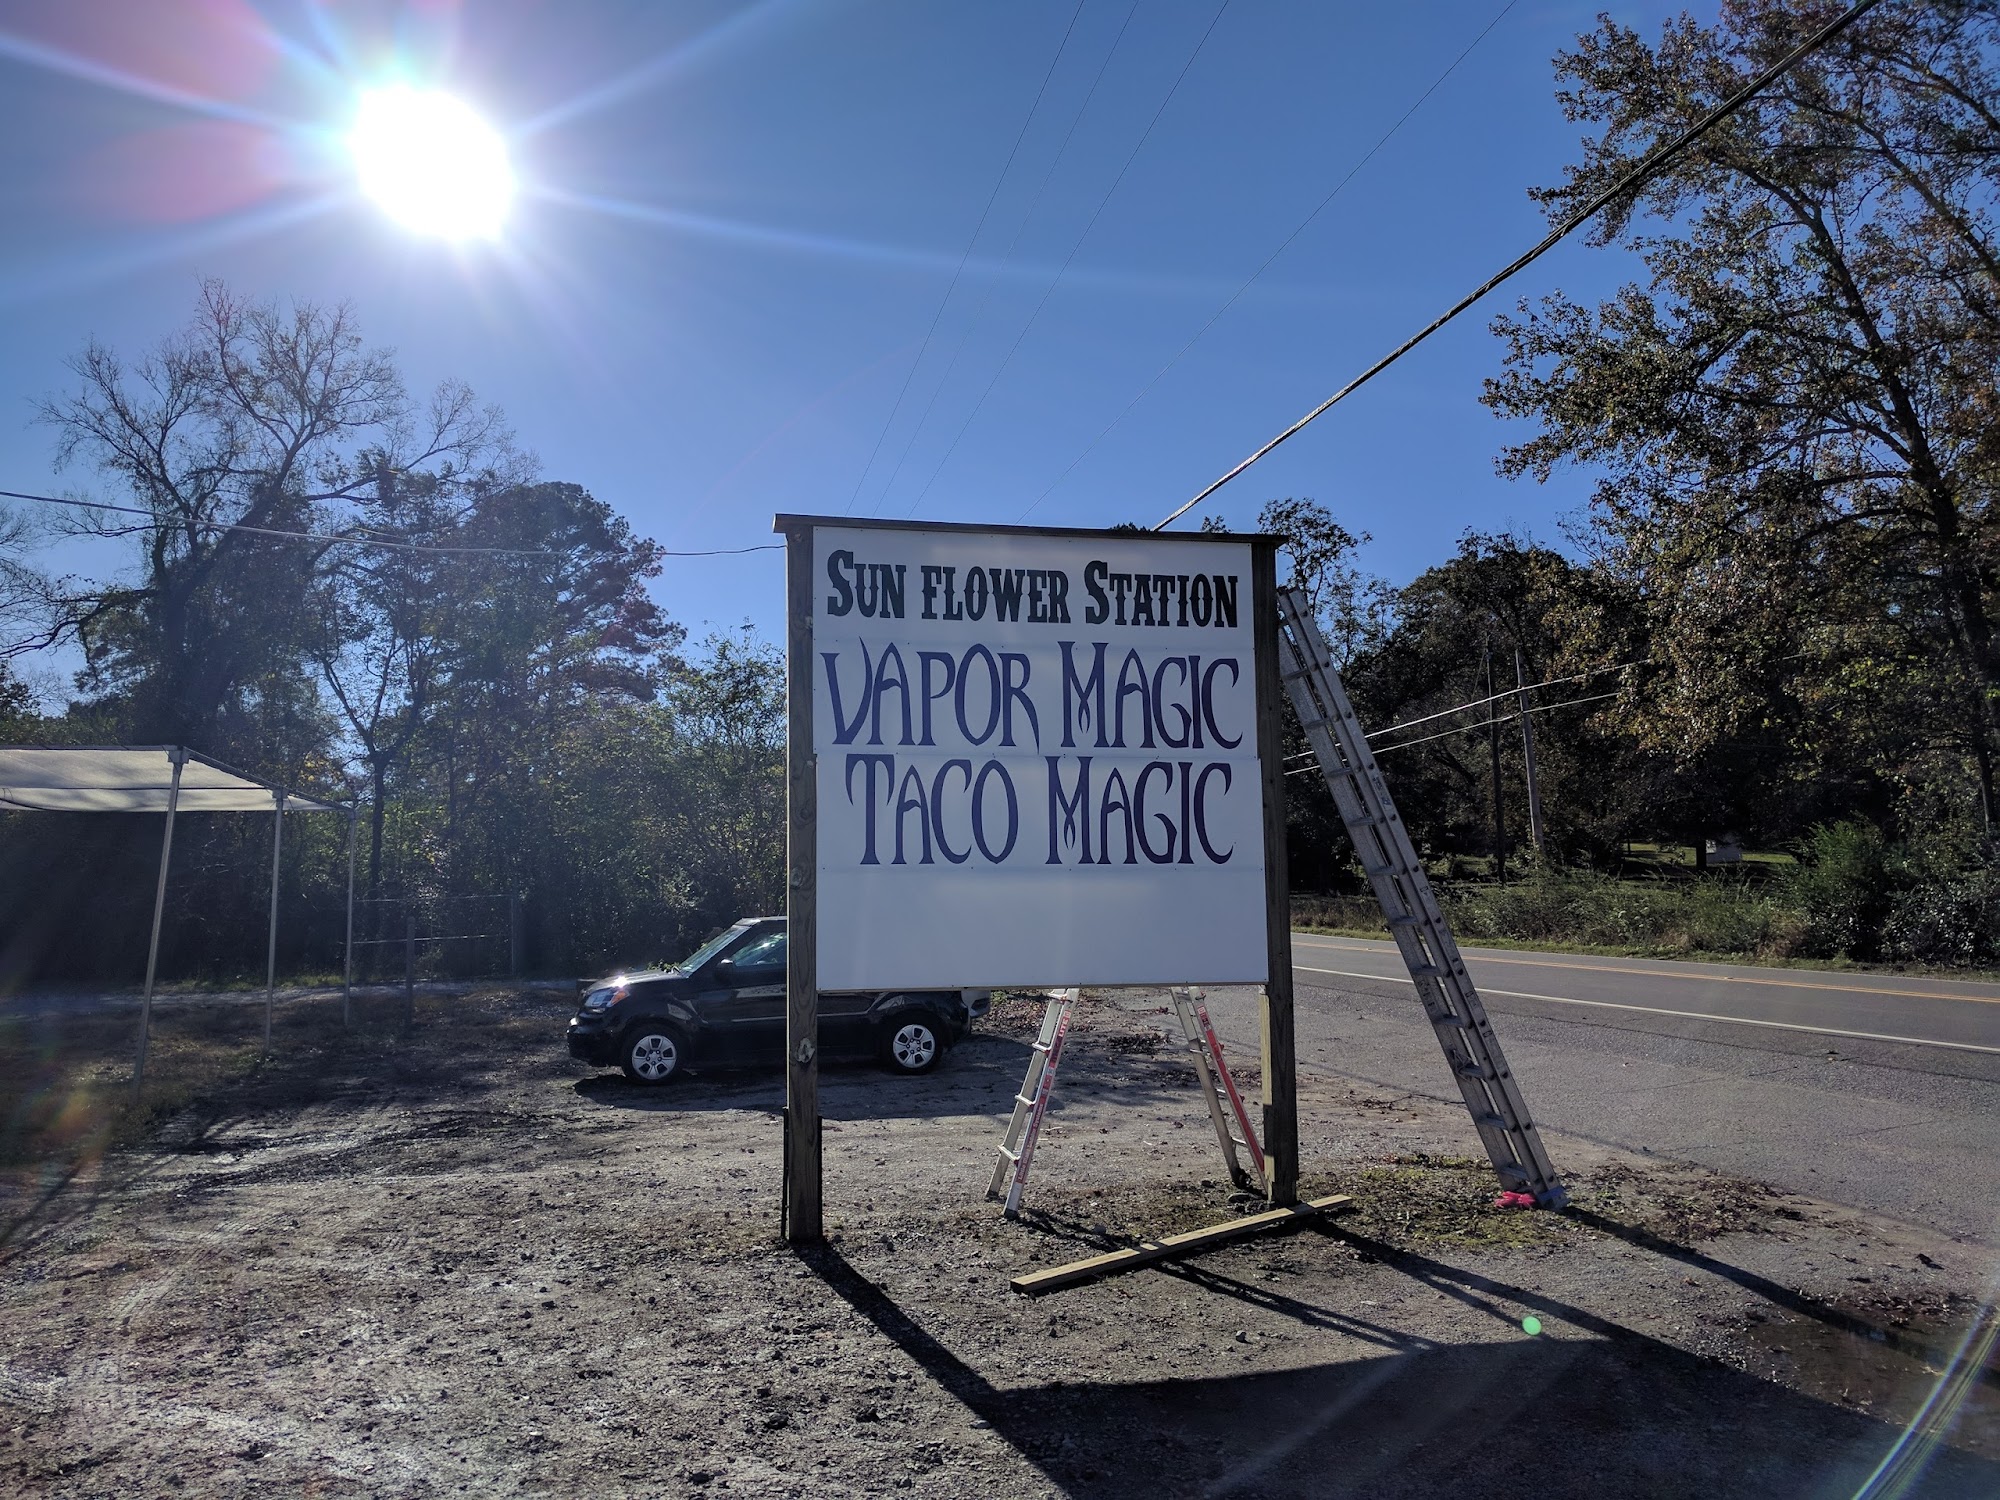 SUN FLOWER STATION
VAPOR MAGIC
TACO MAGIC